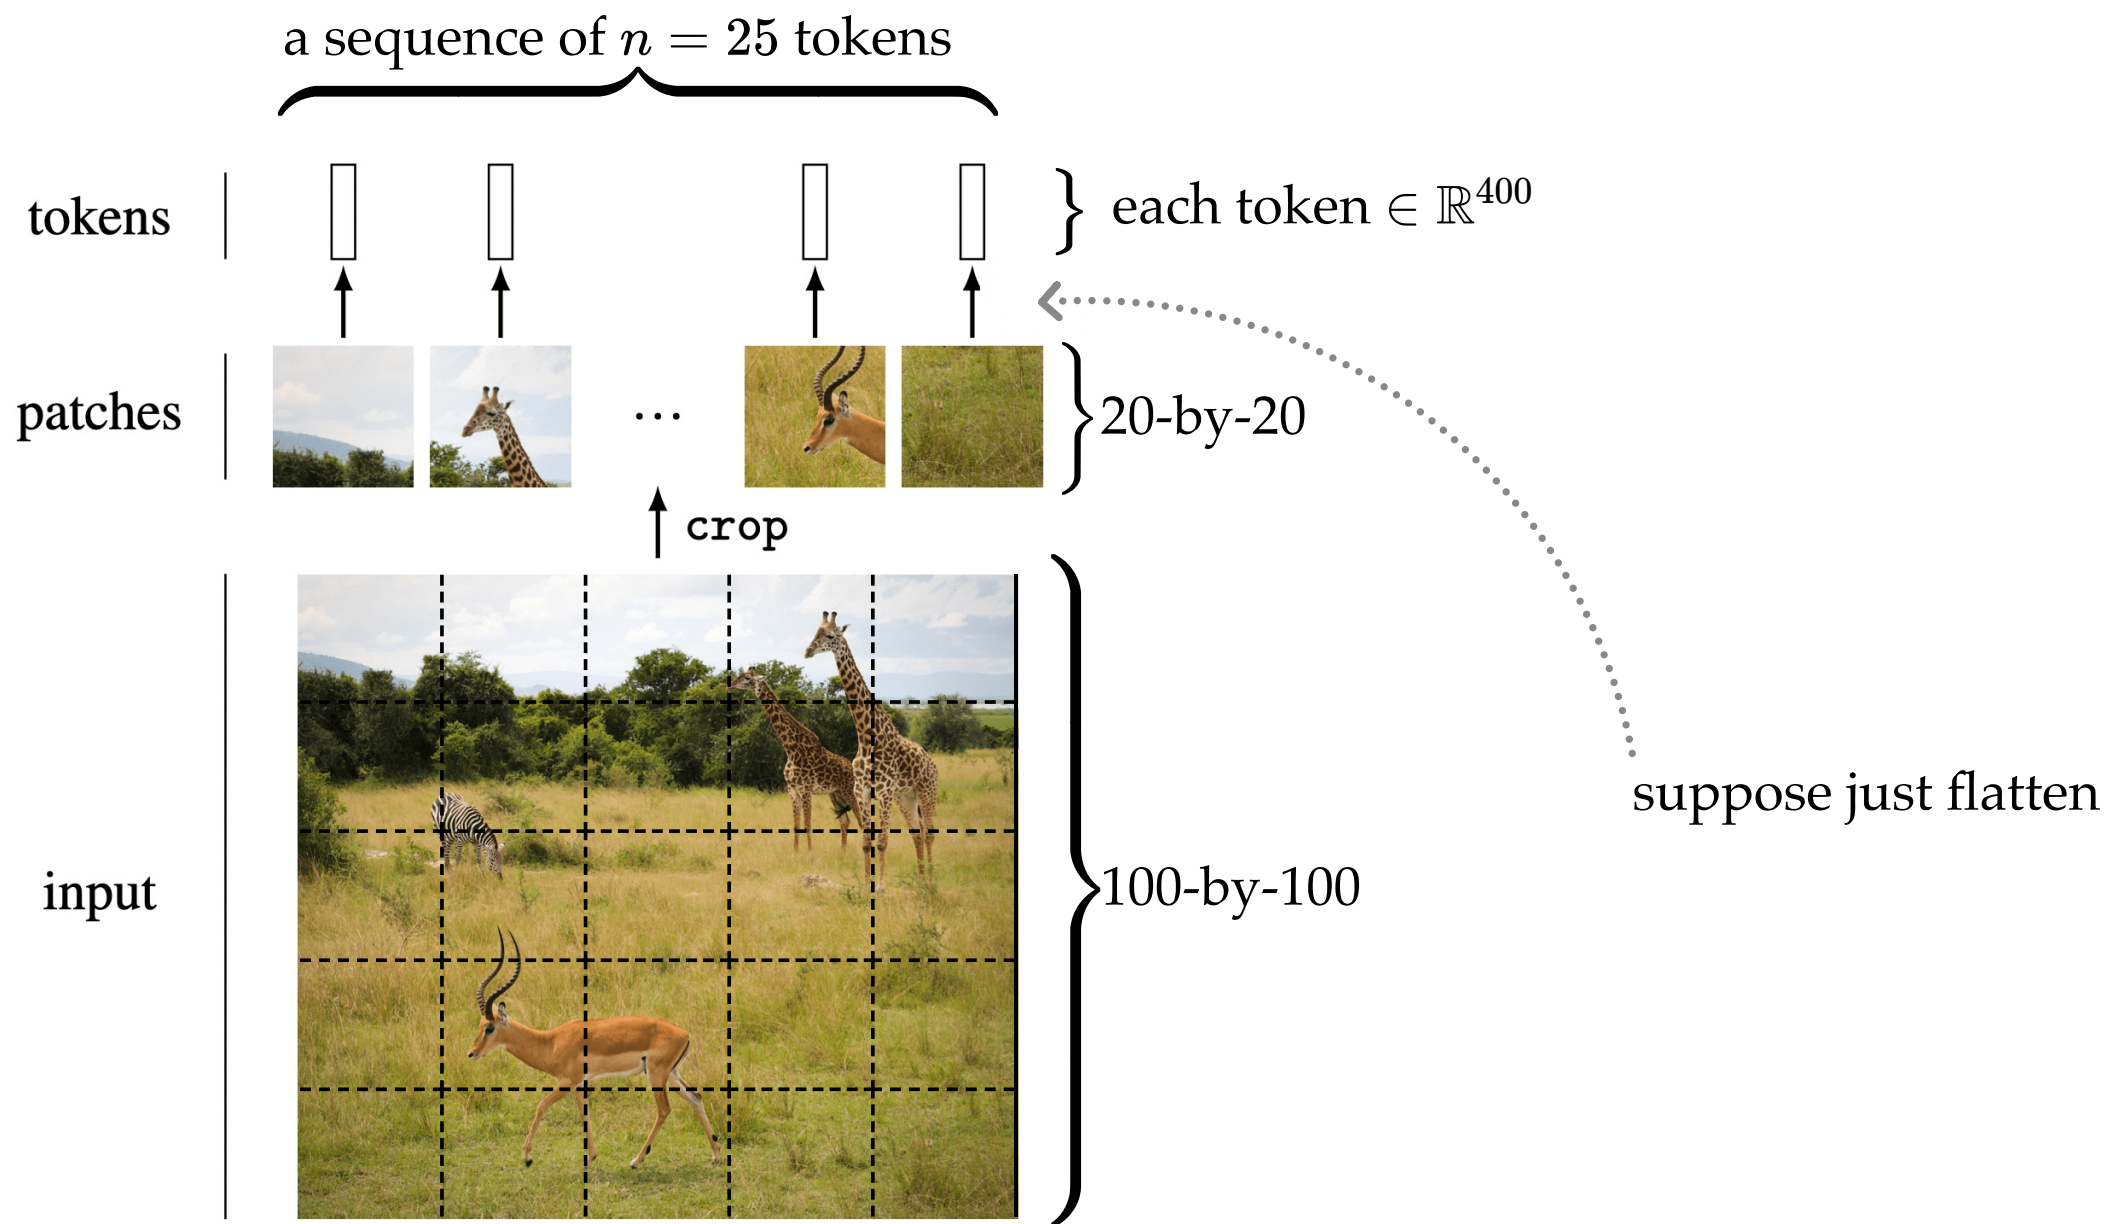 a sequence of n = 25 tokens
tokens
each token ∈ ℝ⁴⁰⁰
patches
...
20-by-20
crop
suppose just flatten
input
100-by-100